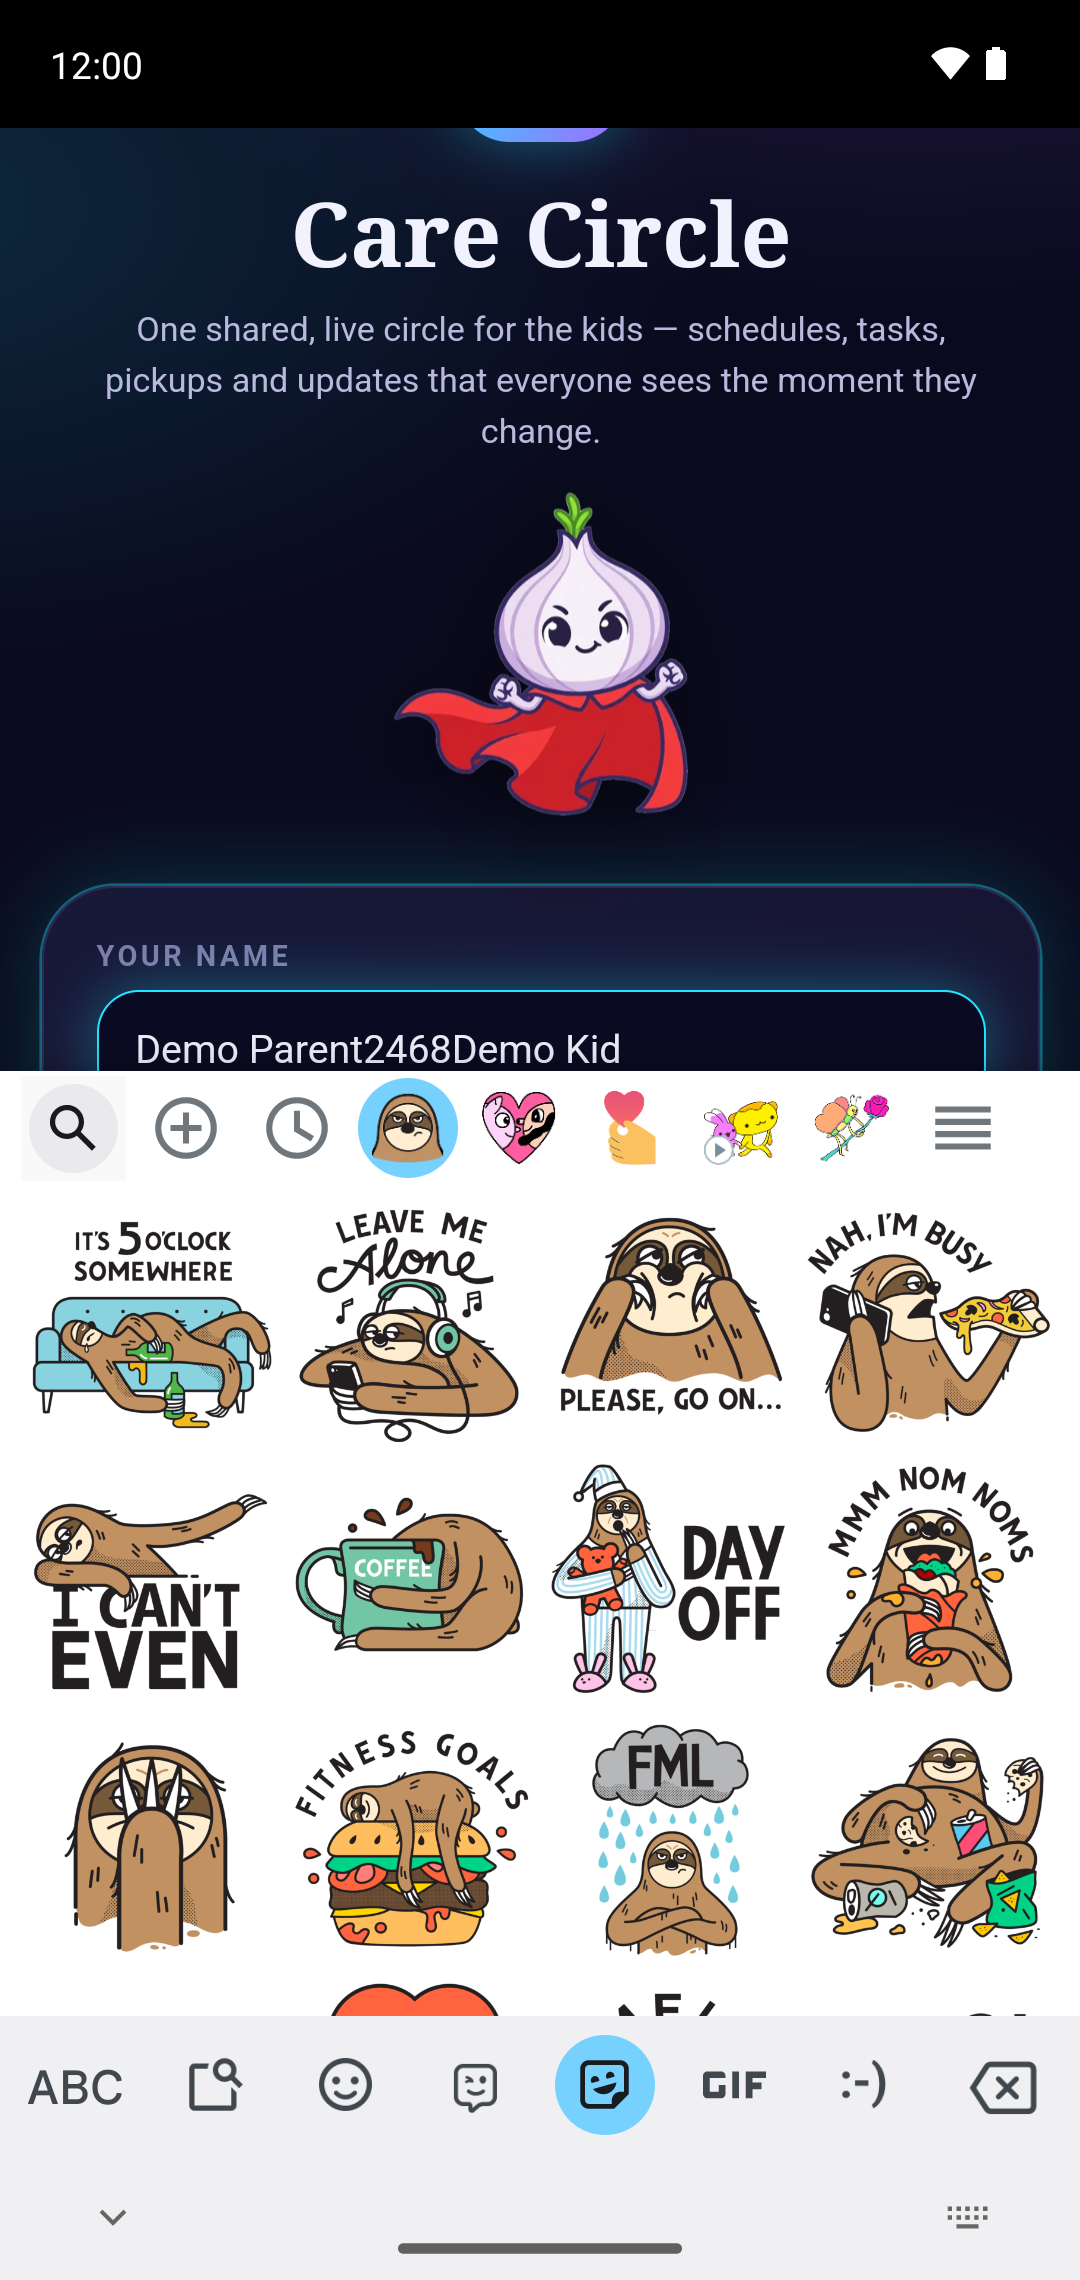 12:00
Care Circle
One shared, live circle for the kids — schedules, tasks,
pickups and updates that everyone sees the moment they
change.
YOUR NAME
Demo Parent2468Demo Kid
IT'S 5 O'CLOCK
SOMEWHERE
LEAVE ME
Alone
PLEASE, GO ON...
NAH, I'M BUSY
I CAN'T
EVEN
COFFEE
DAY
OFF
MMM NOM NOMS
FITNESS GOALS
FML
ABC
GIF
:-)